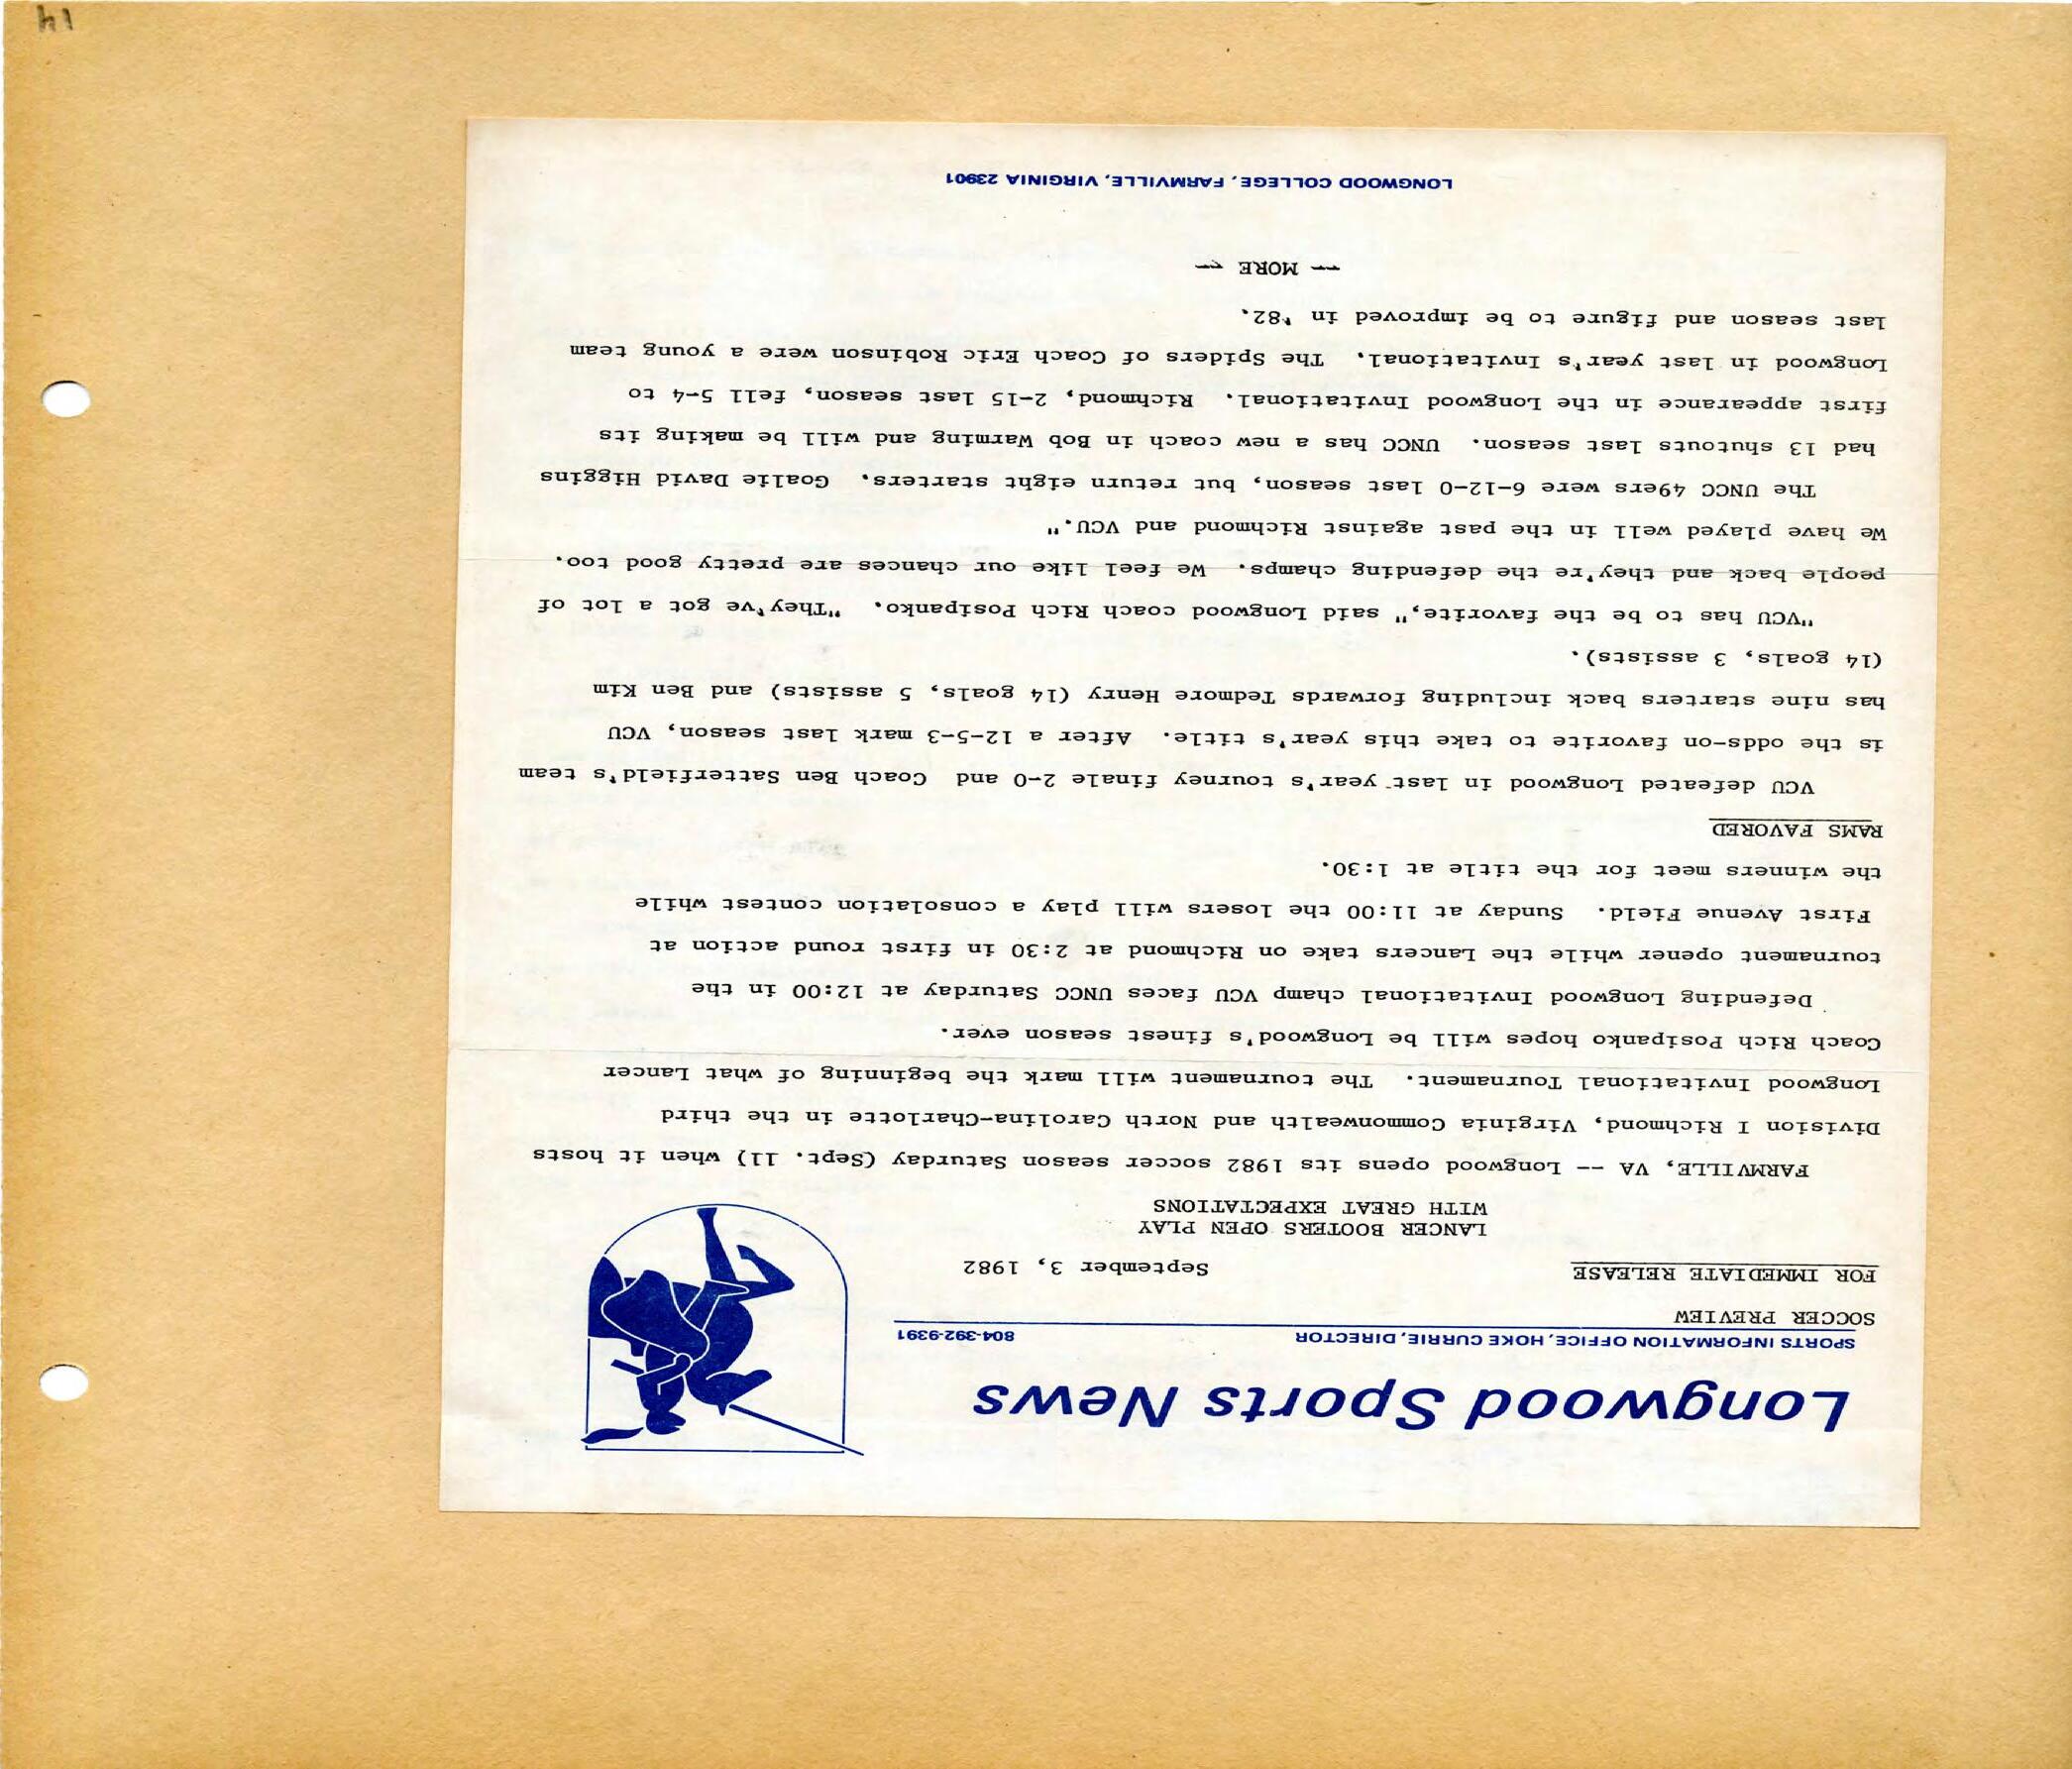 Longwood Sports News
SPORTS INFORMATION OFFICE, HOKE CURRIE, DIRECTOR 804-392-9391
SOCCER PREVIEW
FOR IMMEDIATE RELEASE September 3, 1982
LANCER BOOTERS OPEN PLAY
WITH GREAT EXPECTATIONS
FARMVILLE, VA -- Longwood opens its 1982 soccer season Saturday (Sept. 11) when it hosts
Division I Richmond, Virginia Commonwealth and North Carolina-Charlotte in the third
Longwood Invitational Tournament. The tournament will mark the beginning of what Lancer
Coach Rich Posipanko hopes will be Longwood's finest season ever.
Defending Longwood Invitational champ VCU faces UNCC Saturday at 12:00 in the
tournament opener while the Lancers take on Richmond at 2:30 in first round action at
First Avenue Field. Sunday at 11:00 the losers will play a consolation contest while
the winners meet for the title at 1:30.
RAMS FAVORED
VCU defeated Longwood in last year's tourney finale 2-0 and Coach Ben Satterfield's team
is the odds-on favorite to take this year's title. After a 12-5-3 mark last season, VCU
has nine starters back including forwards Tedmore Henry (14 goals, 5 assists) and Ben Kim
(14 goals, 3 assists).
"VCU has to be the favorite," said Longwood coach Rich Posipanko. "They've got a lot of
people back and they're the defending champs. We feel like our chances are pretty good too.
We have played well in the past against Richmond and VCU."
The UNCC 49ers were 6-12-0 last season, but return eight starters. Goalie David Higgins
had 13 shutouts last season. UNCC has a new coach in Bob Warming and will be making its
first appearance in the Longwood Invitational. Richmond, 2-15 last season, fell 5-4 to
Longwood in last year's Invitational. The Spiders of Coach Eric Robinson were a young team
last season and figure to be improved in '82.
-- MORE --
LONGWOOD COLLEGE, FARMVILLE, VIRGINIA 23901
14